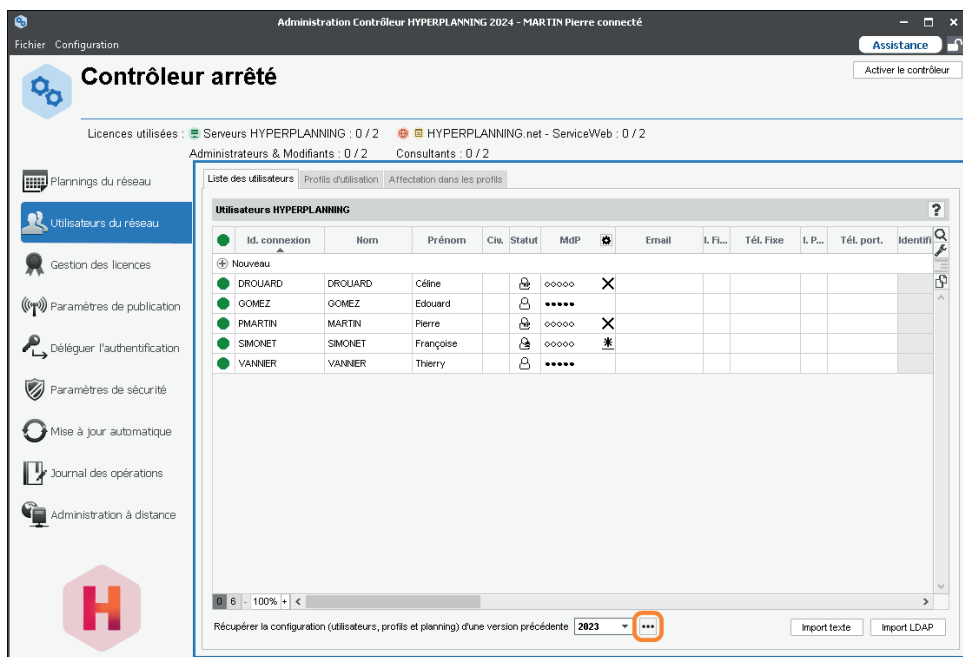 Administration Contrôleur HYPERPLANNING 2024 - MARTIN Pierre connecté
Fichier Configuration
Assistance
Contrôleur arrêté
Activer le contrôleur
Licences utilisées : Serveurs HYPERPLANNING : 0 / 2 HYPERPLANNING.net - ServiceWeb : 0 / 2
Administrateurs & Modifiants : 0 / 2 Consultants : 0 / 2
Plannings du réseau
Utilisateurs du réseau
Gestion des licences
Paramètres de publication
Déléguer l'authentification
Paramètres de sécurité
Mise à jour automatique
Journal des opérations
Administration à distance
H
Liste des utilisateurs Profils d'utilisation Affectation dans les profils
Utilisateurs HYPERPLANNING ?
Id. connexion Nom Prénom Civ. Statut MdP Email I. Fi... Tél. Fixe I. P... Tél. port. Identifi
Nouveau
DROUARD DROUARD Céline
GOMEZ GOMEZ Edouard
PMARTIN MARTIN Pierre
SIMONET SIMONET Françoise
VANNIER VANNIER Thierry
0 6 - 100% + < >
Récupérer la configuration (utilisateurs, profils et planning) d'une version précédente 2023 ...
Import texte Import LDAP